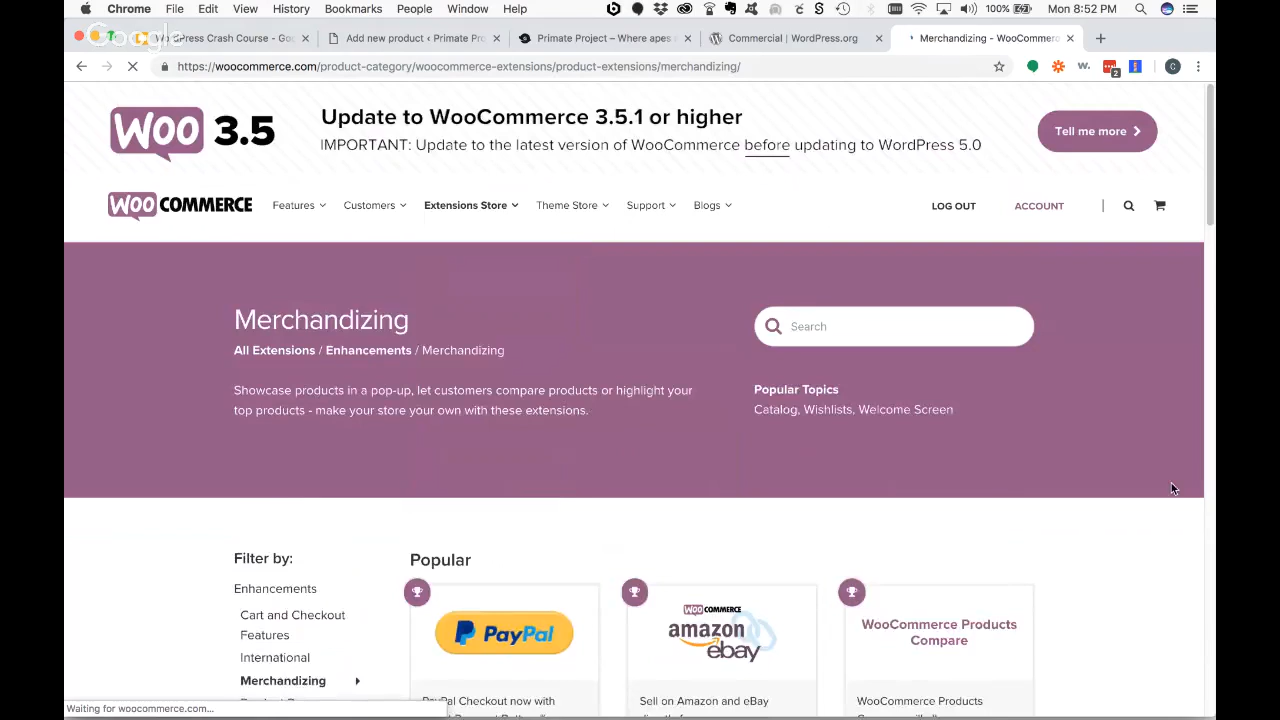 Chrome File Edit View History Bookmarks People Window Help 100% Mon 8:52 PM
Google
Press Crash Course - Go
Add new product ‹ Primate Pro
Primate Project – Where apes
Commercial | WordPress.org
Merchandizing - WooCommerc
https://woocommerce.com/product-category/woocommerce-extensions/product-extensions/merchandizing/
2
C
WOO 3.5
Update to WooCommerce 3.5.1 or higher
IMPORTANT: Update to the latest version of WooCommerce before updating to WordPress 5.0
Tell me more
WOOCOMMERCE
Features Customers Extensions Store Theme Store Support Blogs
LOG OUT ACCOUNT
Merchandizing
All Extensions / Enhancements / Merchandizing
Showcase products in a pop-up, let customers compare products or highlight your
top products - make your store your own with these extensions.
Search
Popular Topics
Catalog, Wishlists, Welcome Screen
Filter by:
Enhancements
Cart and Checkout
Features
International
Merchandizing
Popular
PayPal
PayPal Checkout now with
WOOCOMMERCE
amazon
ebay
Sell on Amazon and eBay
WooCommerce Products
Compare
WooCommerce Products
Waiting for woocommerce.com...